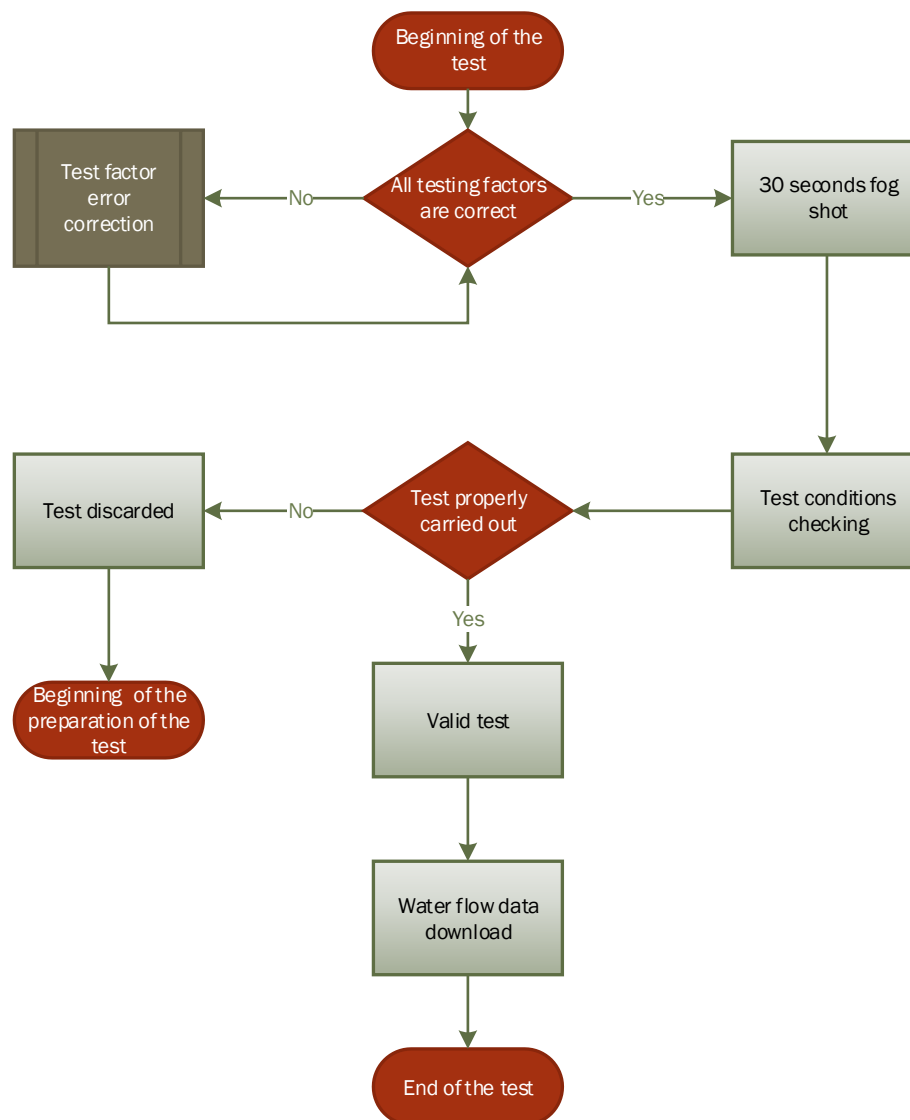 Beginning of the
test
Test factor
error
correction
No
All testing factors
are correct
Yes
30 seconds fog
shot
Test discarded
No
Test properly
carried out
Test conditions
checking
Yes
Beginning of the
preparation of the
test
Valid test
Water flow data
download
End of the test